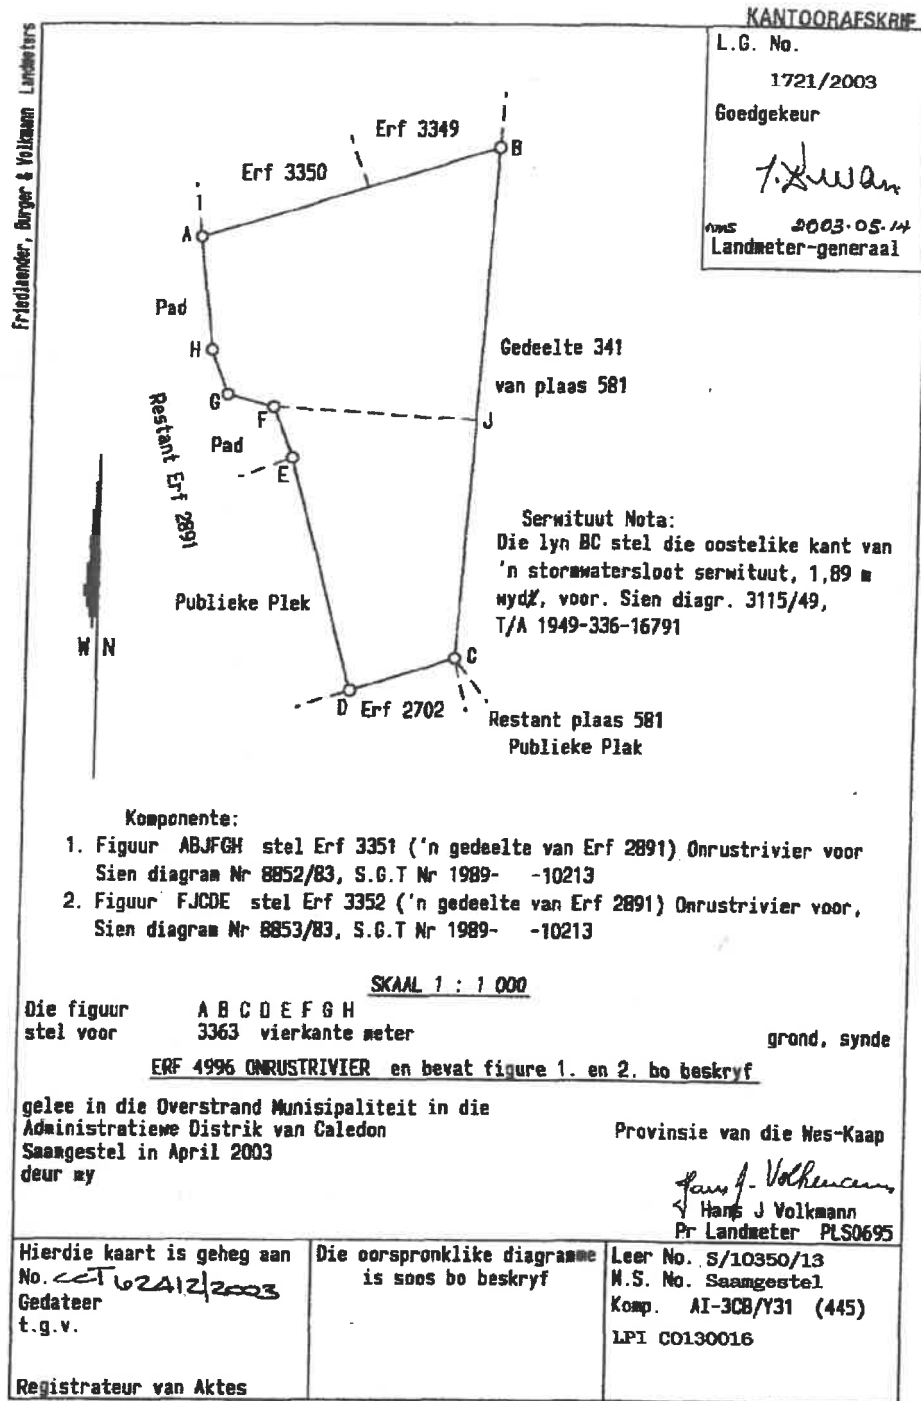 KANTOORAFSKRIF
Friedlaender, Burger & Volkmann Landmeters
L.G. No.
1721/2003
Goedgekeur
nms 2003.05.14
Landmeter-generaal
Erf 3349
B
Erf 3350
A
Pad
H
Gedeelte 341
van plaas 581
G
F
J
Pad
E
Restant Erf 2891
Serwituut Nota:
Die lyn BC stel die oostelike kant van
'n stormwatersloot serwituut, 1,89 m
wyd, voor. Sien diagr. 3115/49,
T/A 1949-336-16791
Publieke Plek
W N
C
D Erf 2702
Restant plaas 581
Publieke Plak
Komponente:
1. Figuur ABJFGH stel Erf 3351 ('n gedeelte van Erf 2891) Onrustrivier voor
Sien diagram Nr 8852/83, S.G.T Nr 1989- -10213
2. Figuur FJCDE stel Erf 3352 ('n gedeelte van Erf 2891) Onrustrivier voor,
Sien diagram Nr 8853/83, S.G.T Nr 1989- -10213
SKAAL 1 : 1 000
Die figuur A B C D E F G H
stel voor 3363 vierkante meter grond, synde
ERF 4996 ONRUSTRIVIER en bevat figure 1. en 2. bo beskryf
gelee in die Overstrand Munisipaliteit in die
Administratiewe Distrik van Caledon Provinsie van die Wes-Kaap
Saamgestel in April 2003
deur my
Hans J. Volkmann
Hans J Volkmann
Pr Landmeter PLS0695
Hierdie kaart is geheg aan
No. CCT 62412/2003
Gedateer
t.g.v.
Registrateur van Aktes
Die oorspronklike diagramme
is soos bo beskryf
Leer No. S/10350/13
M.S. No. Saamgestel
Komp. AI-3CB/Y31 (445)
LPI C0130016